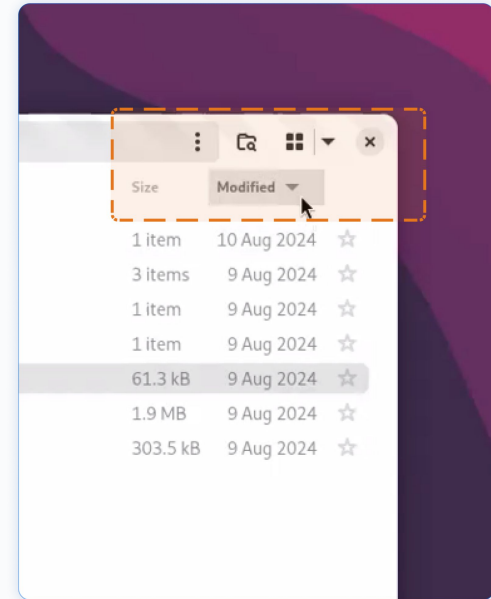 Size Modified
1 item 10 Aug 2024
3 items 9 Aug 2024
1 item 9 Aug 2024
1 item 9 Aug 2024
61.3 kB 9 Aug 2024
1.9 MB 9 Aug 2024
303.5 kB 9 Aug 2024